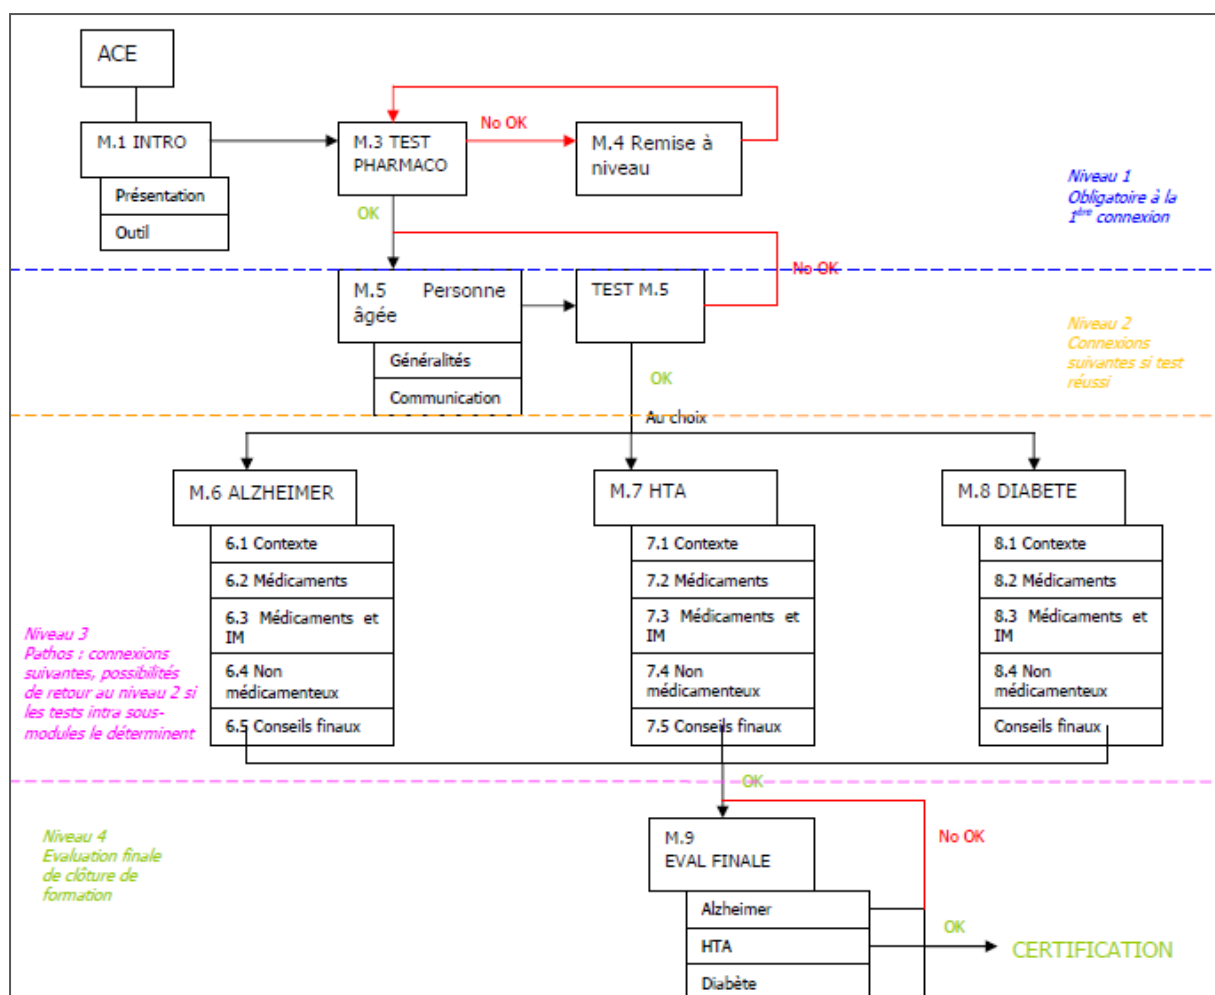 ACE
M.1 INTRO
Présentation
Outil
M.3 TEST
PHARMACO
No OK
M.4 Remise à
niveau
OK
Niveau 1
Obligatoire à la
1ère connexion
M.5 Personne
âgée
Généralités
Communication
TEST M.5
No OK
OK
Niveau 2
Connexions
suivantes si test
réussi
Au choix
M.6 ALZHEIMER
6.1 Contexte
6.2 Médicaments
6.3 Médicaments et
IM
6.4 Non
médicamenteux
6.5 Conseils finaux
M.7 HTA
7.1 Contexte
7.2 Médicaments
7.3 Médicaments et
IM
7.4 Non
médicamenteux
7.5 Conseils finaux
M.8 DIABETE
8.1 Contexte
8.2 Médicaments
8.3 Médicaments et
IM
8.4 Non
médicamenteux
Conseils finaux
Niveau 3
Pathos : connexions
suivantes, possibilités
de retour au niveau 2 si
les tests intra sous-
modules le déterminent
OK
Niveau 4
Evaluation finale
de clôture de
formation
M.9
EVAL FINALE
Alzheimer
HTA
Diabète
No OK
OK
CERTIFICATION